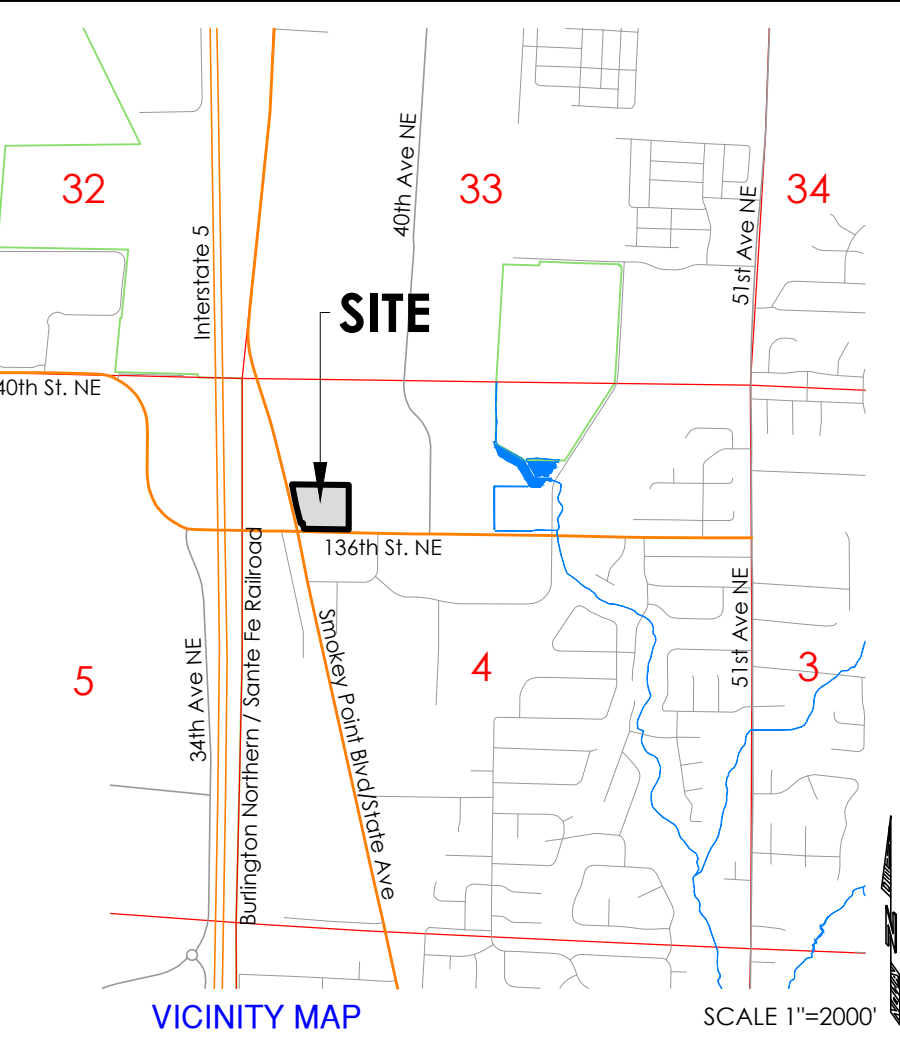 40th Ave NE
32
33
34
51st Ave NE
Interstate 5
SITE
40th St. NE
136th St. NE
Burlington Northern / Sante Fe Railroad
Smokey Point Blvd/State Ave
34th Ave NE
51st Ave NE
5
4
3
N
VICINITY MAP
SCALE 1"=2000'